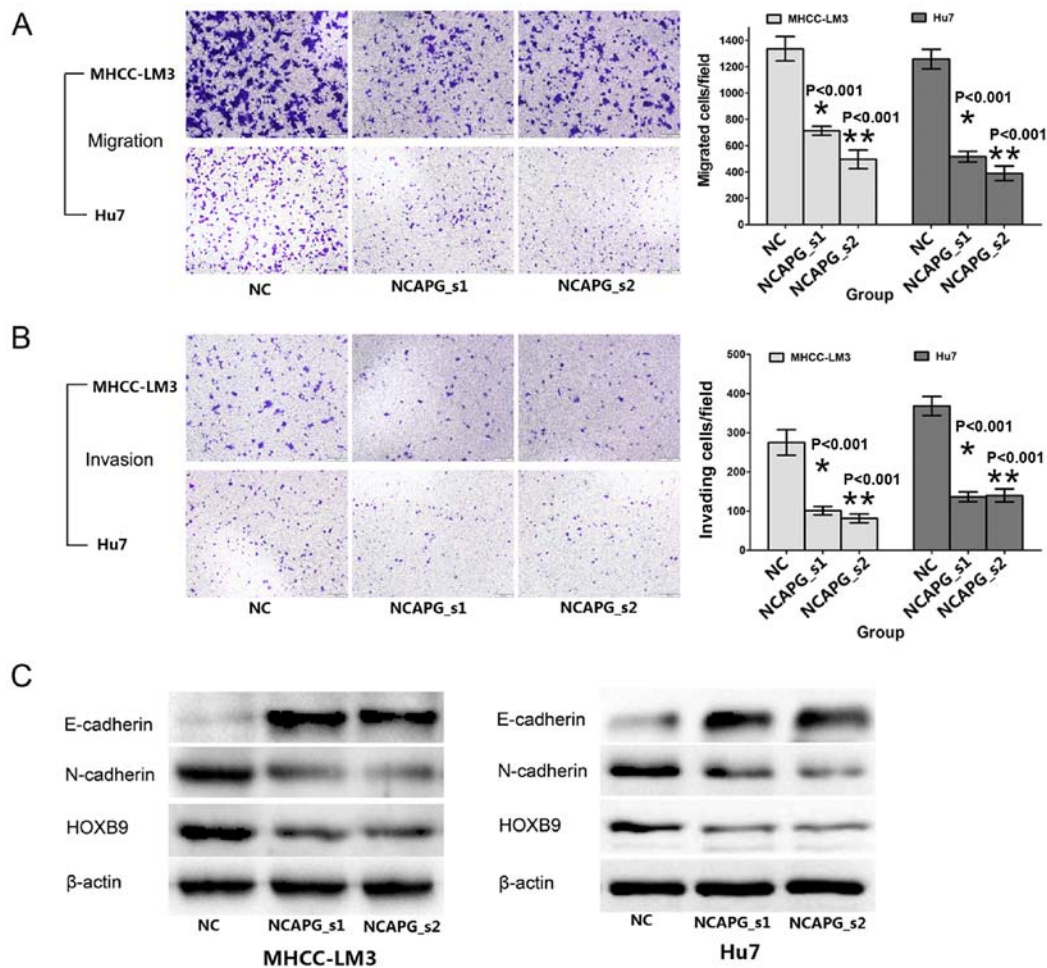 A
MHCC-LM3
Migration
Hu7
NC
NCAPG_s1
NCAPG_s2
MHCC-LM3
Hu7
Migrated cells/field
1400
1200
1000
800
600
400
200
0
P<0.001
*
P<0.001
**
P<0.001
*
P<0.001
**
NC
NCAPG_s1
NCAPG_s2
NC
NCAPG_s1
NCAPG_s2
Group
B
MHCC-LM3
Invasion
Hu7
NC
NCAPG_s1
NCAPG_s2
MHCC-LM3
Hu7
Invading cells/field
500
400
300
200
100
0
P<0.001
*
P<0.001
**
P<0.001
*
P<0.001
**
NC
NCAPG_s1
NCAPG_s2
NC
NCAPG_s1
NCAPG_s2
Group
C
E-cadherin
N-cadherin
HOXB9
β-actin
NC
NCAPG_s1
NCAPG_s2
MHCC-LM3
E-cadherin
N-cadherin
HOXB9
β-actin
NC
NCAPG_s1
NCAPG_s2
Hu7